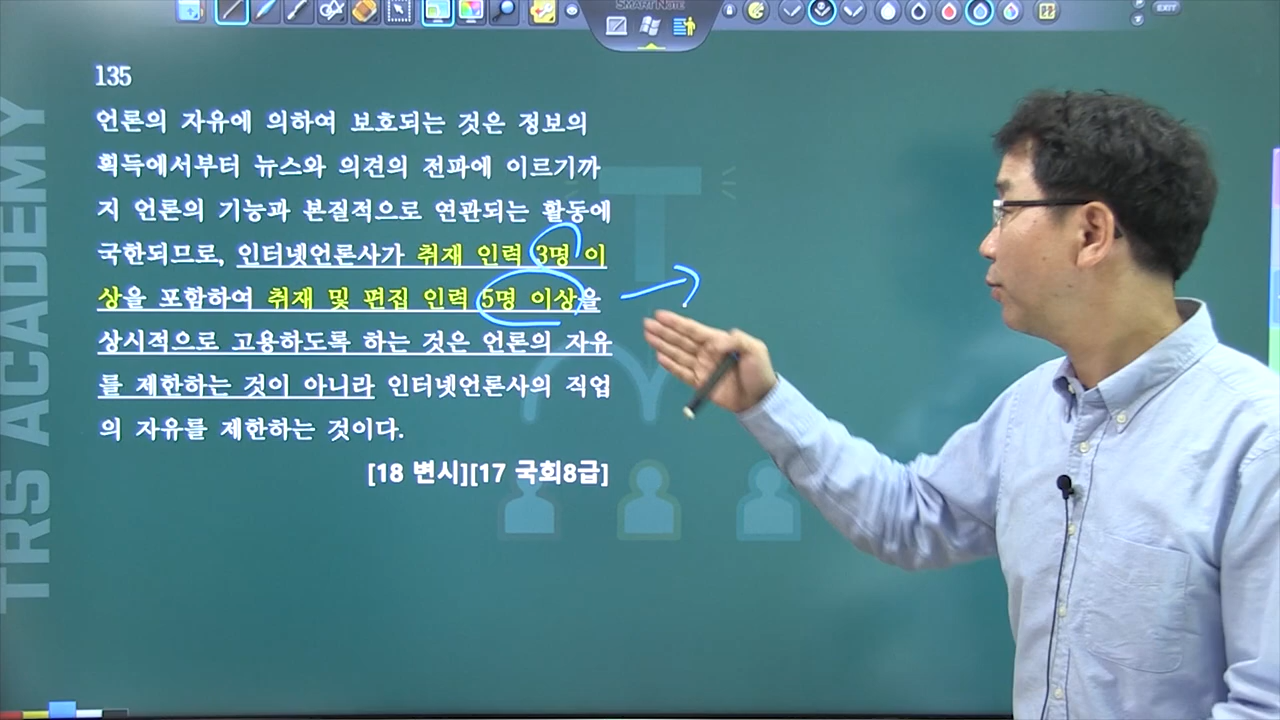 SMART NOTE
EXIT
TRS ACADEMY
135
언론의 자유에 의하여 보호되는 것은 정보의
획득에서부터 뉴스와 의견의 전파에 이르기까
지 언론의 기능과 본질적으로 연관되는 활동에
국한되므로, 인터넷언론사가 취재 인력 3명 이
상을 포함하여 취재 및 편집 인력 5명 이상을
상시적으로 고용하도록 하는 것은 언론의 자유
를 제한하는 것이 아니라 인터넷언론사의 직업
의 자유를 제한하는 것이다.
[18 변시][17 국회8급]